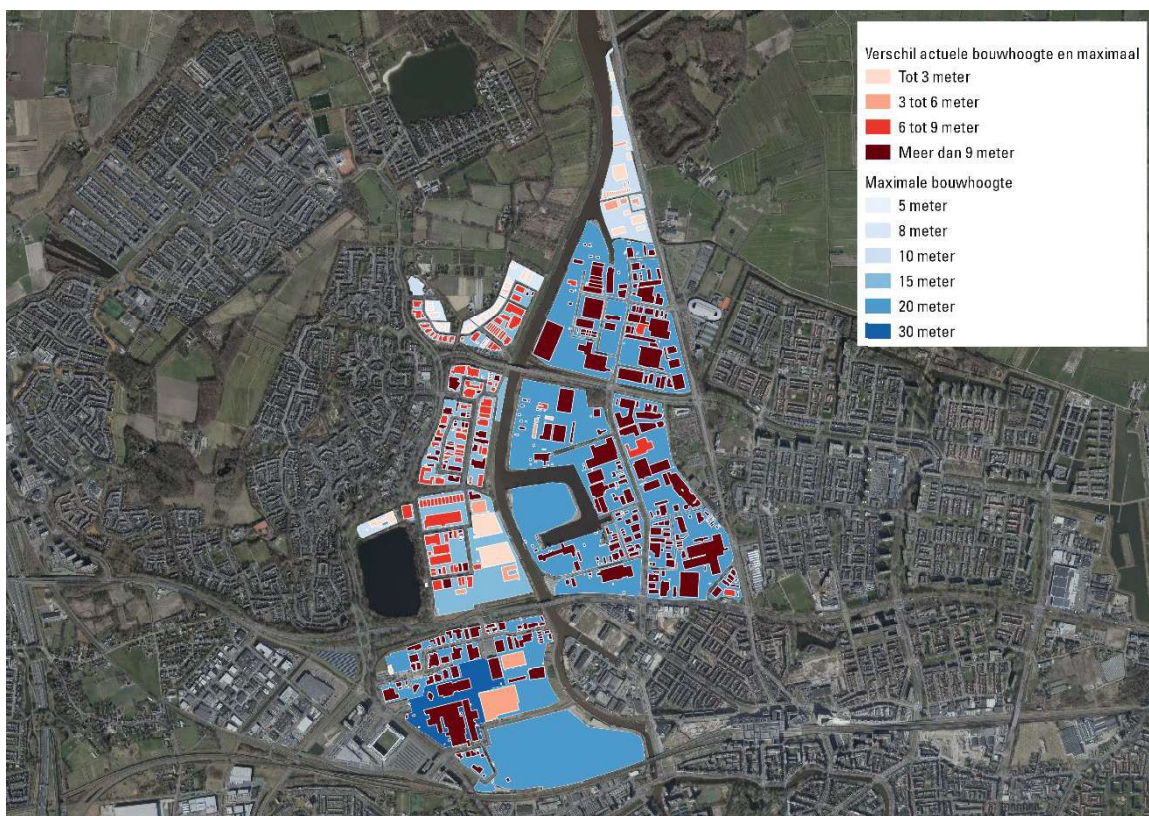 Verschil actuele bouwhoogte en maximaal
Tot 3 meter
3 tot 6 meter
6 tot 9 meter
Meer dan 9 meter
Maximale bouwhoogte
5 meter
8 meter
10 meter
15 meter
20 meter
30 meter